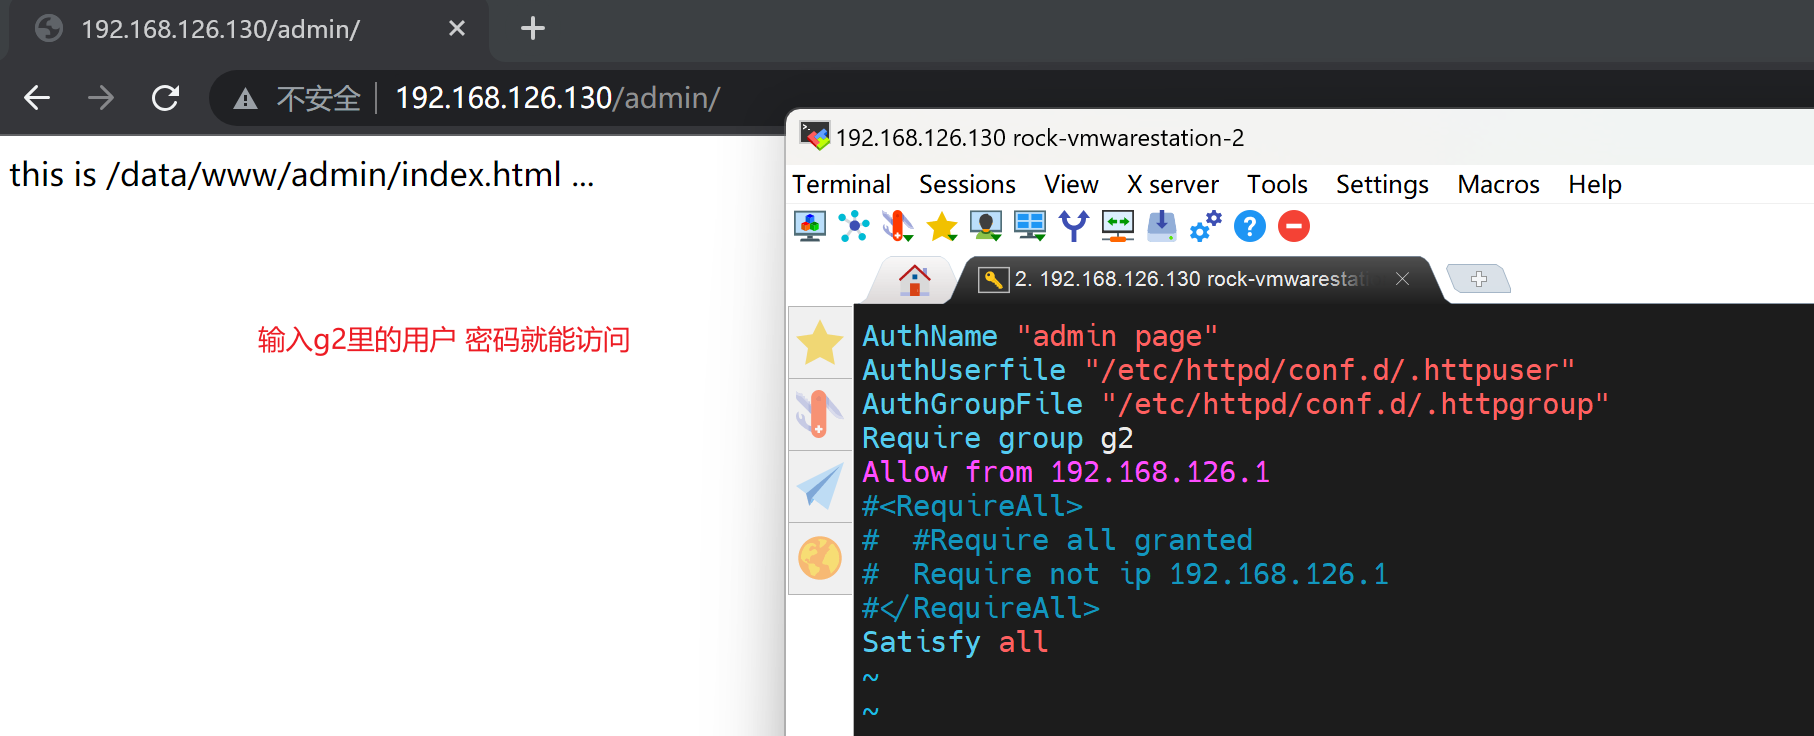 192.168.126.130/admin/
不安全 192.168.126.130/admin/
this is /data/www/admin/index.html ...
输入g2里的用户 密码就能访问
192.168.126.130 rock-vmwarestation-2
Terminal Sessions View X server Tools Settings Macros Help
2. 192.168.126.130 rock-vmwarestati
AuthName "admin page"
AuthUserfile "/etc/httpd/conf.d/.httpuser"
AuthGroupFile "/etc/httpd/conf.d/.httpgroup"
Require group g2
Allow from 192.168.126.1
#<RequireAll>
#  #Require all granted
#  Require not ip 192.168.126.1
#</RequireAll>
Satisfy all
~
~